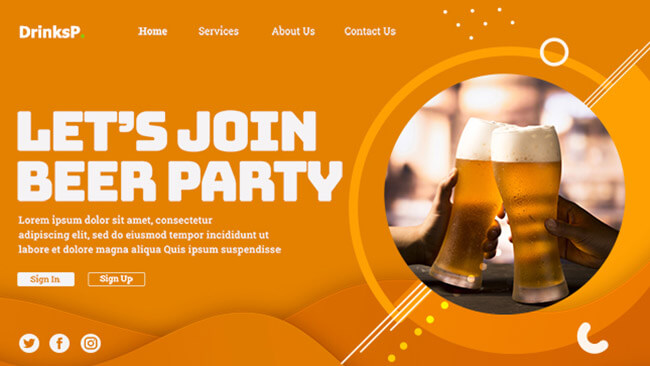 DrinksP.
Home
Services
About Us
Contact Us
LET'S JOIN
BEER PARTY
Lorem ipsum dolor sit amet, consectetur
adipiscing elit, sed do eiusmod tempor incididunt ut
labore et dolore magna aliqua Quis ipsum suspendisse
Sign In
Sign Up